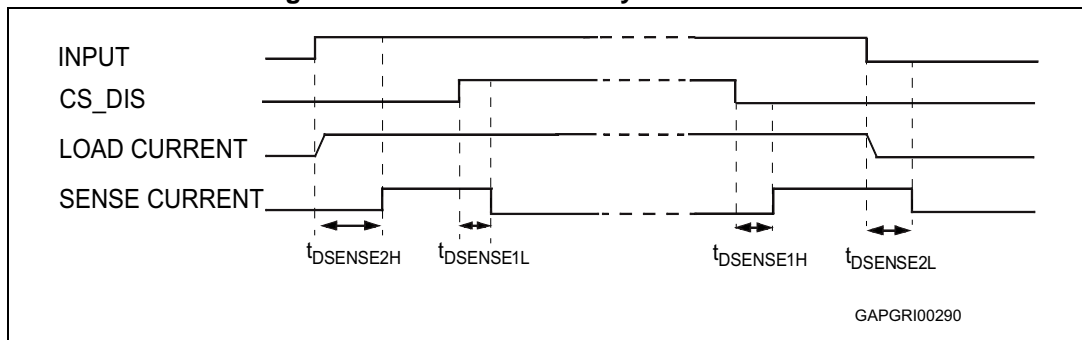 INPUT
CS_DIS
LOAD CURRENT
SENSE CURRENT
tDSENSE2H tDSENSE1L tDSENSE1H tDSENSE2L
GAPGRI00290